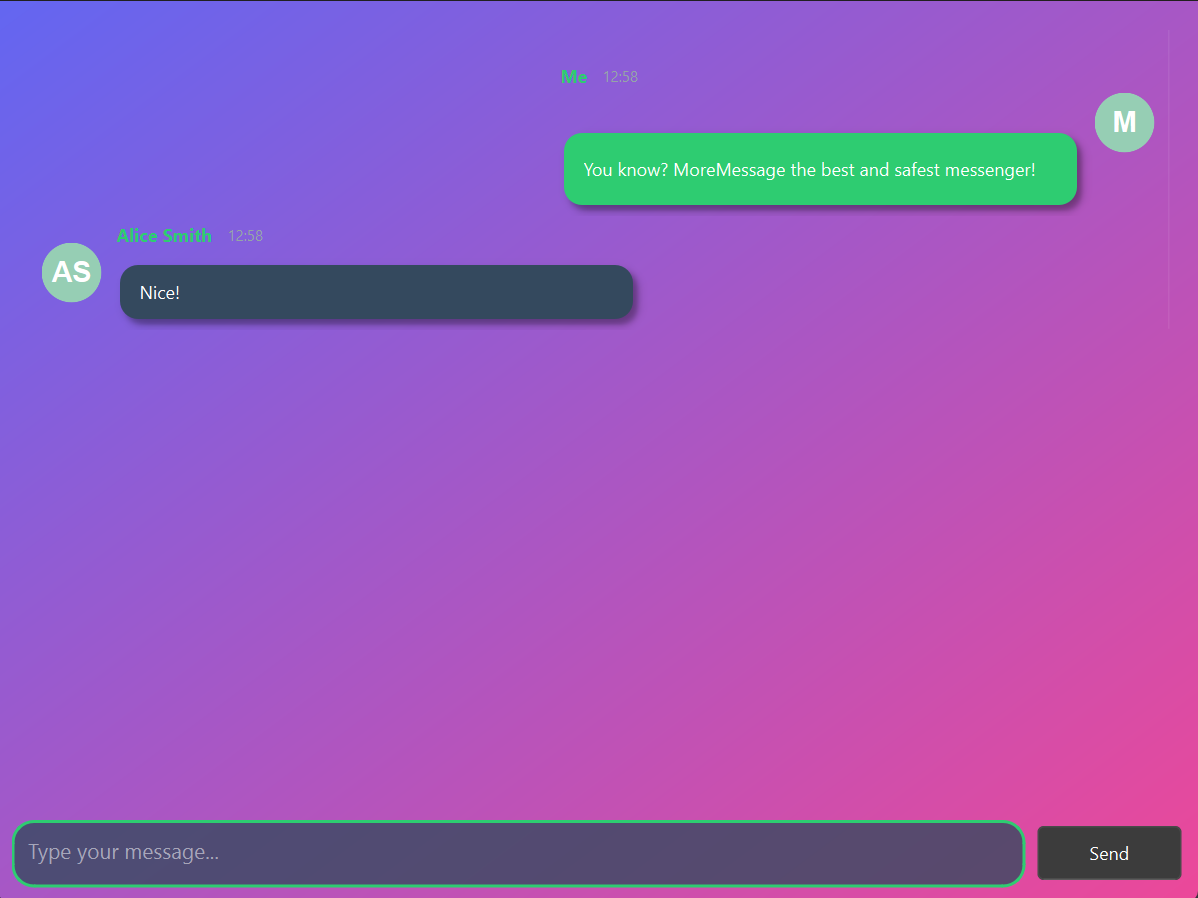 Me 12:58
M
You know? MoreMessage the best and safest messenger!
Alice Smith 12:58
AS
Nice!
Type your message...
Send